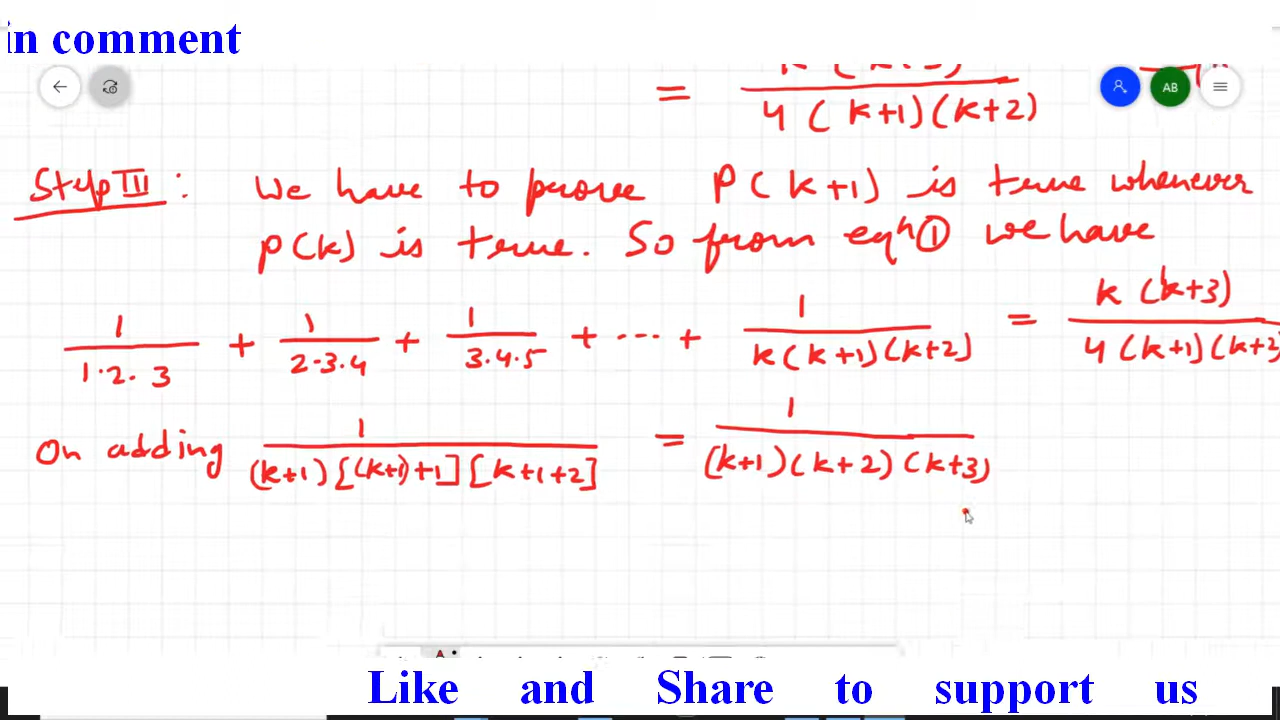 in comment
= k(k+3) / 4(k+1)(k+2)
AB
Step III : We have to prove P(k+1) is true whenever
P(k) is true. So from eqⁿ ① we have
1/1·2·3 + 1/2·3·4 + 1/3·4·5 + ··· + 1/k(k+1)(k+2) = k(k+3)/4(k+1)(k+2)
On adding 1/(k+1)[(k+1)+1][k+1+2] = 1/(k+1)(k+2)(k+3)
Like and Share to support us